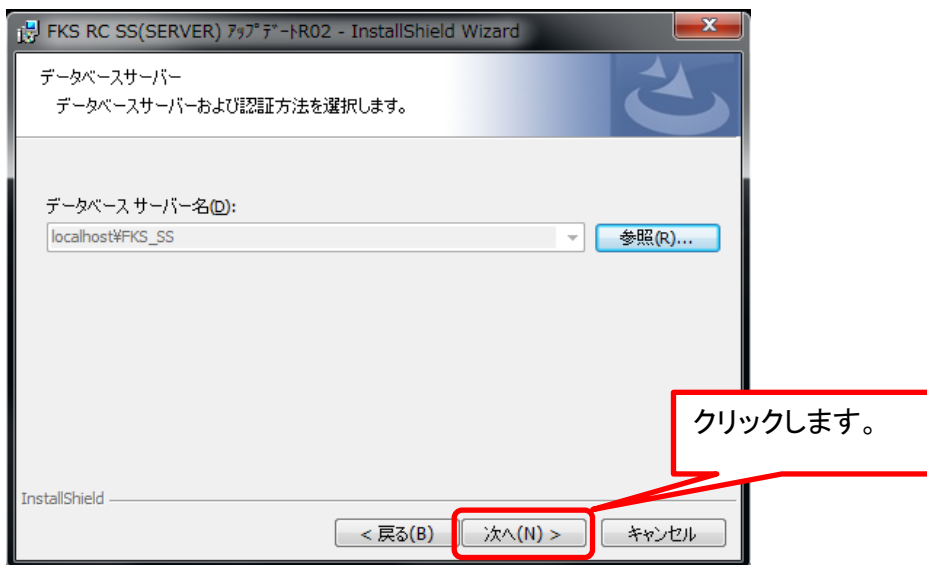 FKS RC SS(SERVER) ｱｯﾌﾟﾃﾞｰﾄR02 - InstallShield Wizard
データベースサーバー
データベースサーバーおよび認証方法を選択します。
データベース サーバー名(D):
localhost¥FKS_SS
参照(R)...
クリックします。
InstallShield
< 戻る(B)
次へ(N) >
キャンセル